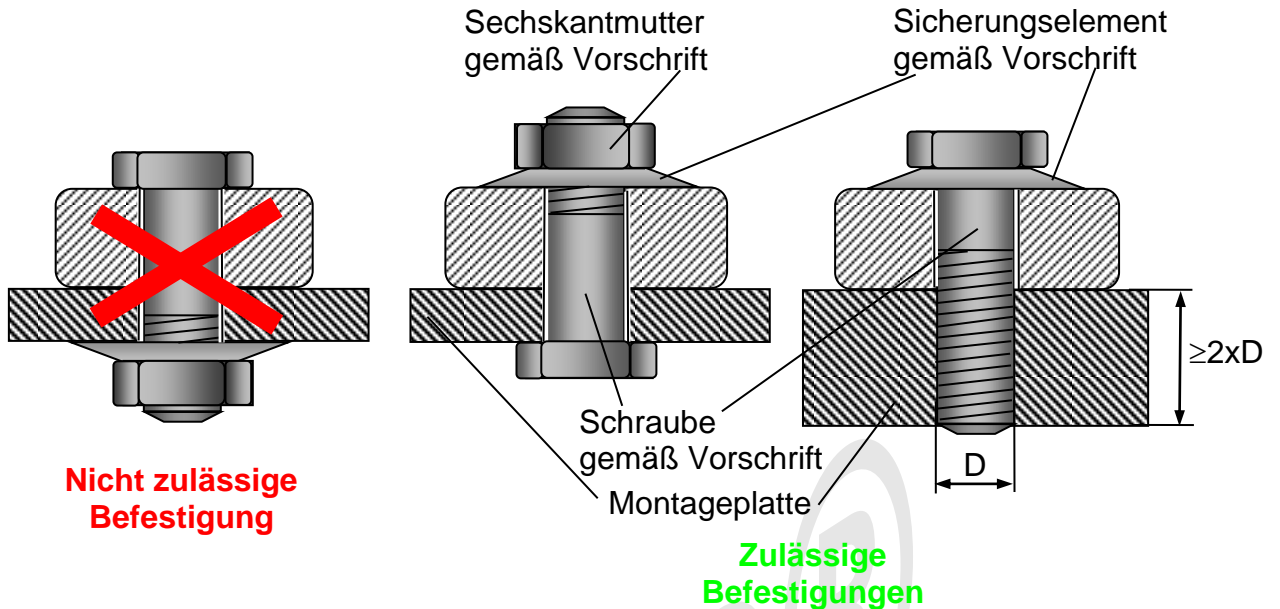 Sechskantmutter
gemäß Vorschrift
Sicherungselement
gemäß Vorschrift
≥2xD
Schraube
gemäß Vorschrift
D
Montageplatte
Nicht zulässige
Befestigung
Zulässige
Befestigungen